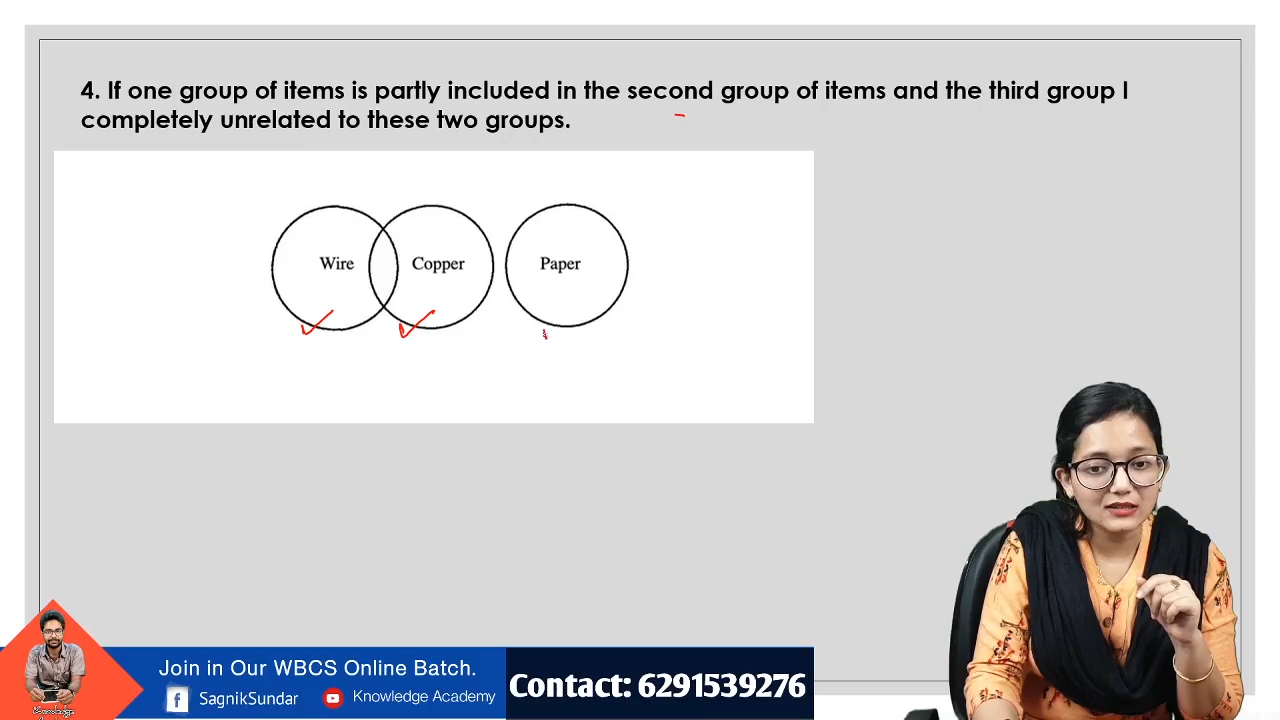 4. If one group of items is partly included in the second group of items and the third group I
completely unrelated to these two groups.
Wire
Copper
Paper
Join in Our WBCS Online Batch.
SagnikSundar
Knowledge Academy
Contact: 6291539276